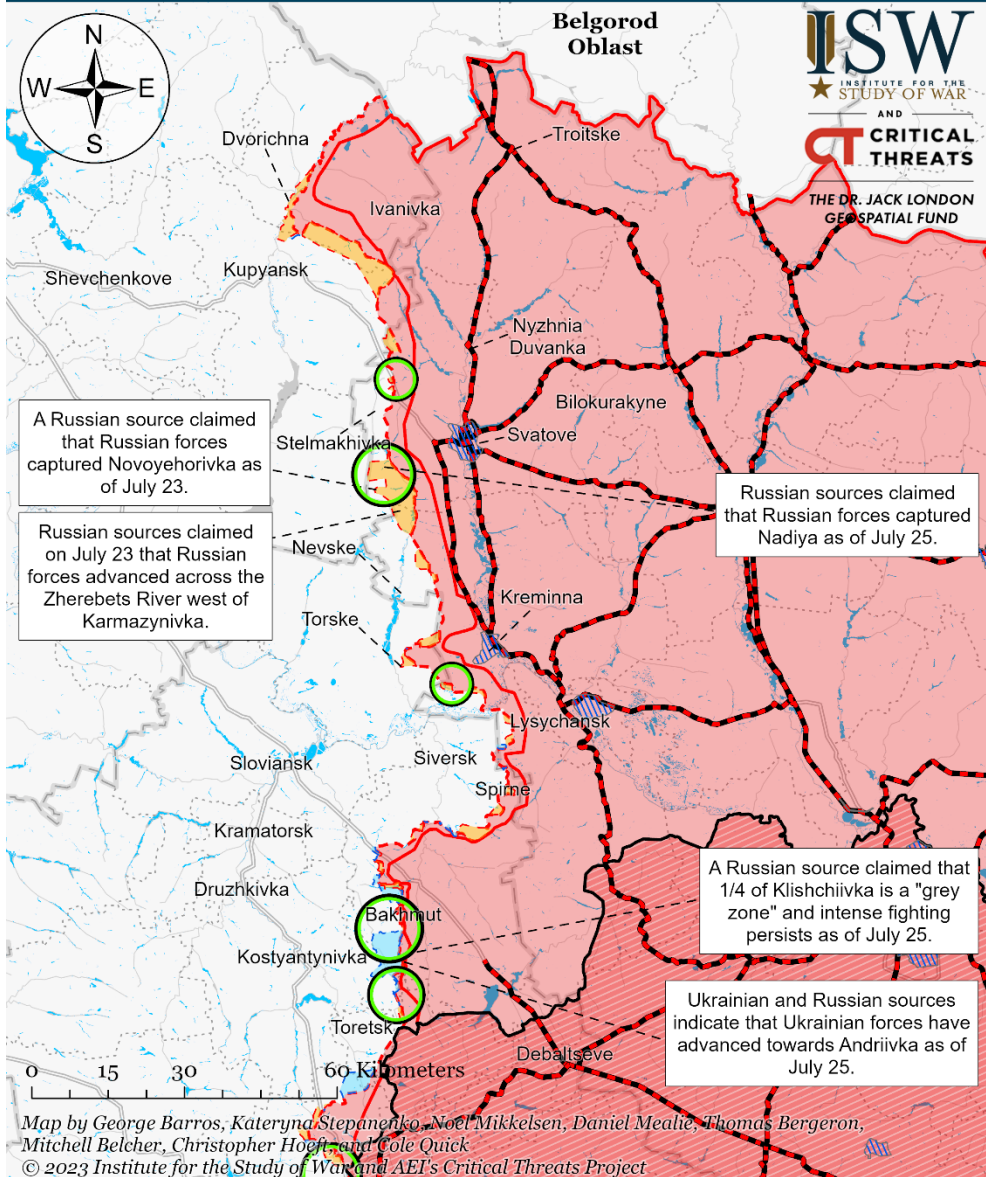 Belgorod
Oblast
ISW
INSTITUTE FOR THE
STUDY OF WAR
AND
CT CRITICAL
THREATS
THE DR. JACK LONDON
GEOSPATIAL FUND
N
W E
S
Dvorichna
Troitske
Ivanivka
Shevchenkove
Kupyansk
Nyzhnia
Duvanka
Bilokurakyne
Svatove
Stelmakhivka
A Russian source claimed
that Russian forces
captured Novoyehorivka as
of July 23.
Russian sources claimed
that Russian forces captured
Nadiya as of July 25.
Russian sources claimed
on July 23 that Russian
forces advanced across the
Zherebets River west of
Karmazynivka.
Nevske
Kreminna
Torske
Lysychansk
Siversk
Sloviansk
Spirne
Kramatorsk
Druzhkivka
A Russian source claimed that
1/4 of Klishchiivka is a "grey
zone" and intense fighting
persists as of July 25.
Bakhmut
Kostyantynivka
Ukrainian and Russian sources
indicate that Ukrainian forces have
advanced towards Andriivka as of
July 25.
Toretsk
Debaltseve
0 15 30 60 Kilometers
Map by George Barros, Kateryna Stepanenko, Noel Mikkelsen, Daniel Mealie, Thomas Bergeron,
Mitchell Belcher, Christopher Hoeft, and Cole Quick
© 2023 Institute for the Study of War and AEI's Critical Threats Project